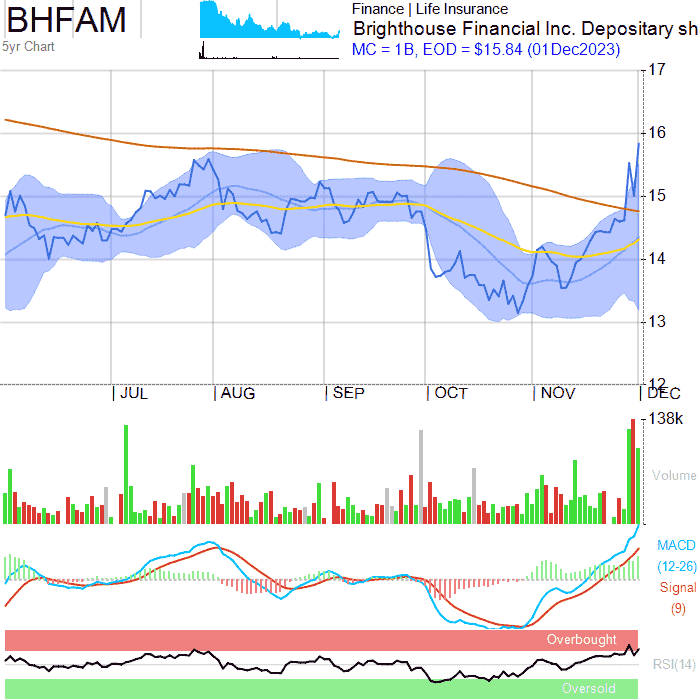 BHFAM
5yr Chart
Finance | Life Insurance
Brighthouse Financial Inc. Depositary sh
MC = 1B, EOD = $15.84 (01Dec2023)
17
16
15
14
13
12
JUL AUG SEP OCT NOV DEC
138k
Volume
MACD
(12-26)
Signal
(9)
Overbought
RSI(14)
Oversold